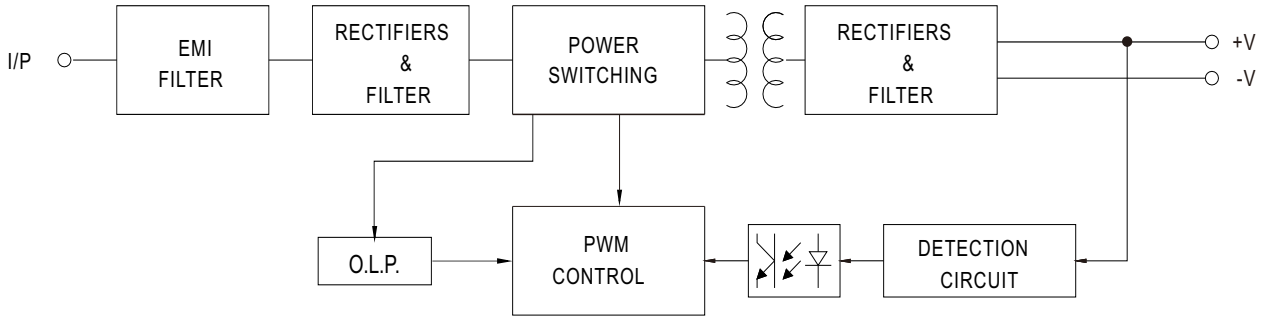 I/P
EMI
FILTER
RECTIFIERS
&
FILTER
POWER
SWITCHING
RECTIFIERS
&
FILTER
+V
-V
O.L.P.
PWM
CONTROL
DETECTION
CIRCUIT